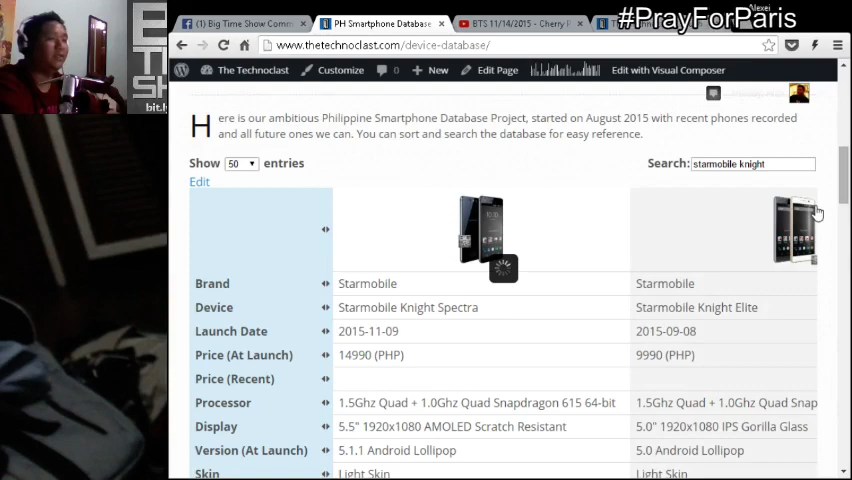 #PrayForParis
Alexei
(1) Big Time Show Comm
PH Smartphone Database
BTS 11/14/2015 - Cherry P
www.thetechnoclast.com/device-database/
The Technoclast
Customize
0
New
Edit Page
Edit with Visual Composer
Here is our ambitious Philippine Smartphone Database Project, started on August 2015 with recent phones recorded
and all future ones we can. You can sort and search the database for easy reference.
Show 50 entries
Search: starmobile knight
Edit
Brand Starmobile Starmobile
Device Starmobile Knight Spectra Starmobile Knight Elite
Launch Date 2015-11-09 2015-09-08
Price (At Launch) 14990 (PHP) 9990 (PHP)
Price (Recent)
Processor 1.5Ghz Quad + 1.0Ghz Quad Snapdragon 615 64-bit 1.5Ghz Quad + 1.0Ghz Quad Snap
Display 5.5" 1920x1080 AMOLED Scratch Resistant 5.0" 1920x1080 IPS Gorilla Glass
Version (At Launch) 5.1.1 Android Lollipop 5.0 Android Lollipop
Skin Light Skin Light Skin
bit.ly